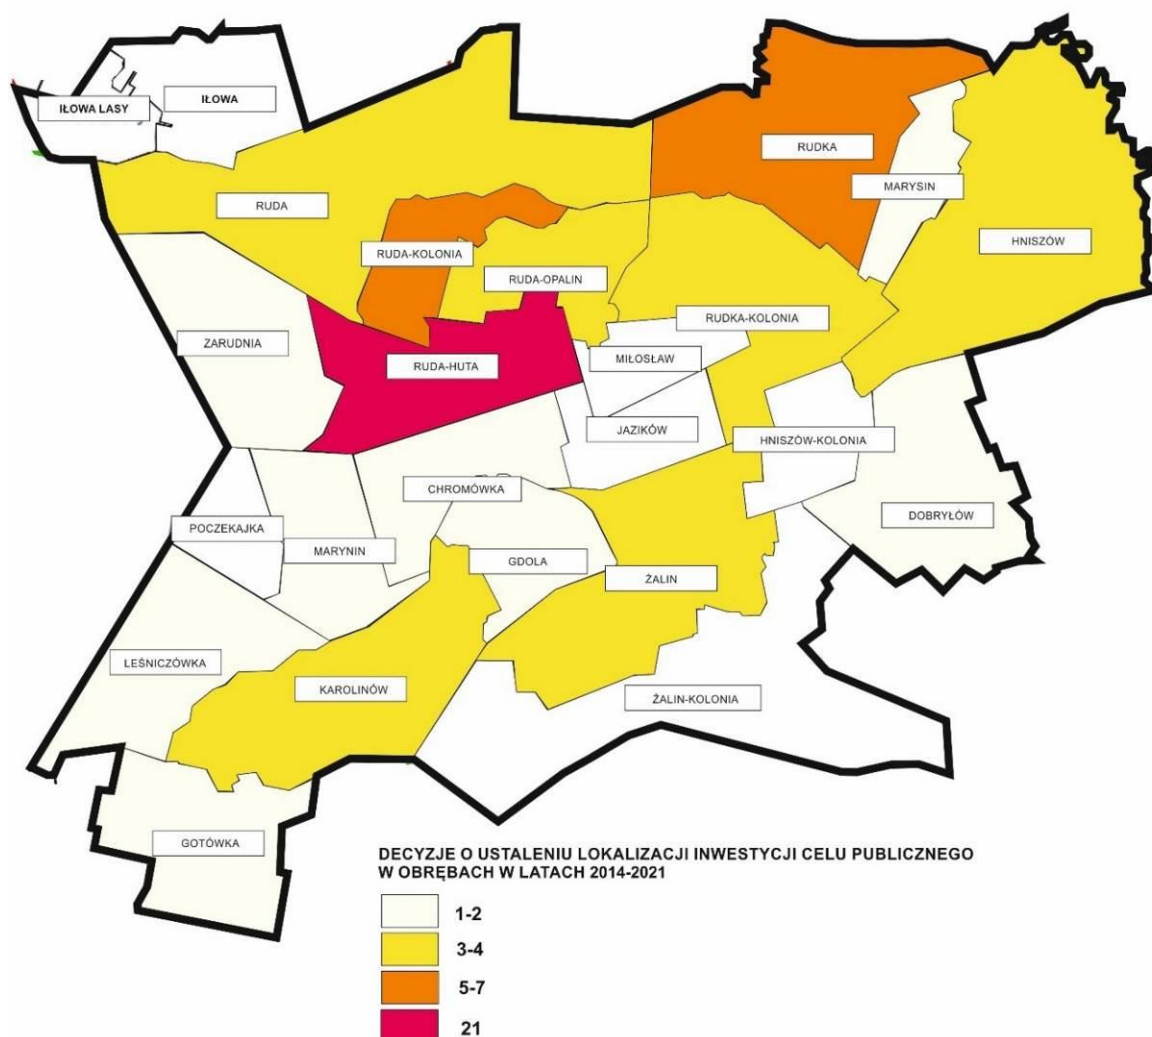 IŁOWA LASY
IŁOWA
RUDKA
MARYSIN
RUDA
HNISZÓW
RUDA-KOLONIA
RUDA-OPALIN
RUDKA-KOLONIA
ZARUDNIA
MIŁOSŁAW
RUDA-HUTA
JAZIKÓW
HNISZÓW-KOLONIA
CHROMÓWKA
DOBRYŁÓW
POCZEKAJKA
MARYNIN
GDOLA
ŻALIN
LEŚNICZÓWKA
KAROLINÓW
ŻALIN-KOLONIA
GOTÓWKA
DECYZJE O USTALENIU LOKALIZACJI INWESTYCJI CELU PUBLICZNEGO
W OBRĘBACH W LATACH 2014-2021
1-2
3-4
5-7
21